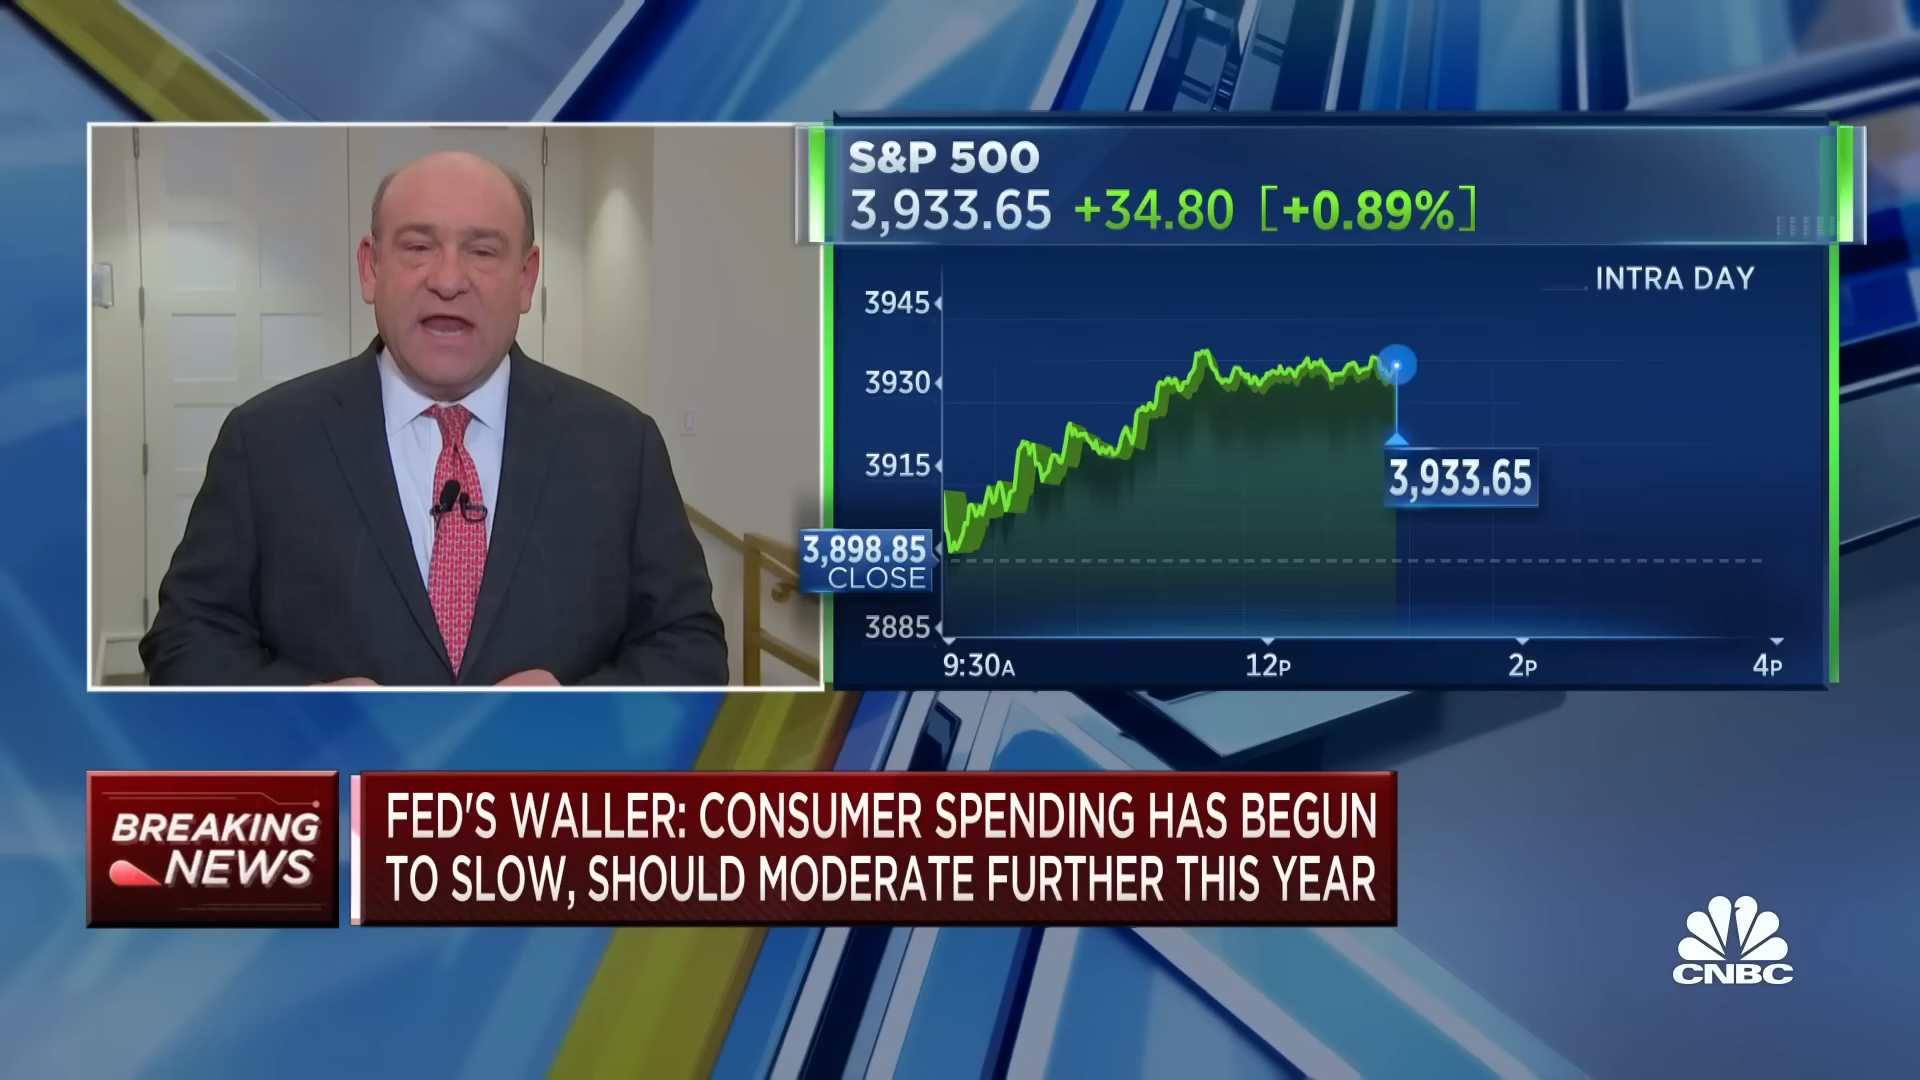 S&P 500
3,933.65 +34.80 [+0.89%]
INTRA DAY
3945
3930
3915
3,933.65
3,898.85
CLOSE
3885
9:30A 12P 2P 4P
BREAKING
NEWS
FED'S WALLER: CONSUMER SPENDING HAS BEGUN
TO SLOW, SHOULD MODERATE FURTHER THIS YEAR
CNBC